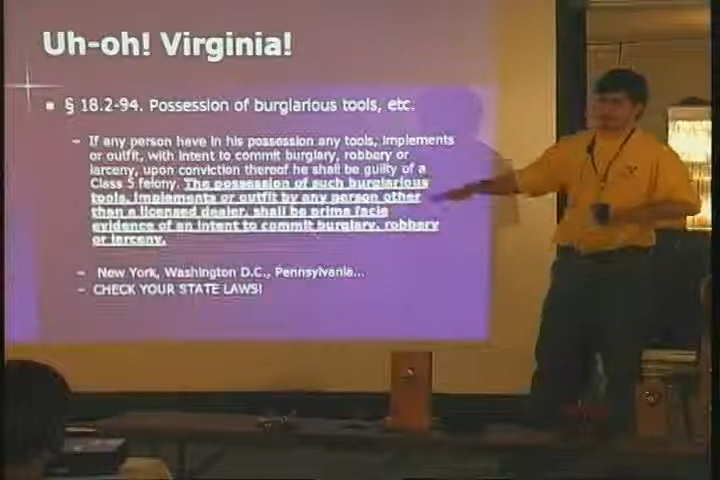 Uh-oh! Virginia!
§ 18.2-94. Possession of burglarious tools, etc.
– If any person have in his possession any tools, implements
or outfit, with intent to commit burglary, robbery or
larceny, upon conviction thereof he shall be guilty of a
Class 5 felony. The possession of such burglarious
tools, implements or outfit by any person other
than a licensed dealer, shall be prima facie
evidence of an intent to commit burglary, robbery
or larceny.
– New York, Washington D.C., Pennsylvania...
– CHECK YOUR STATE LAWS!